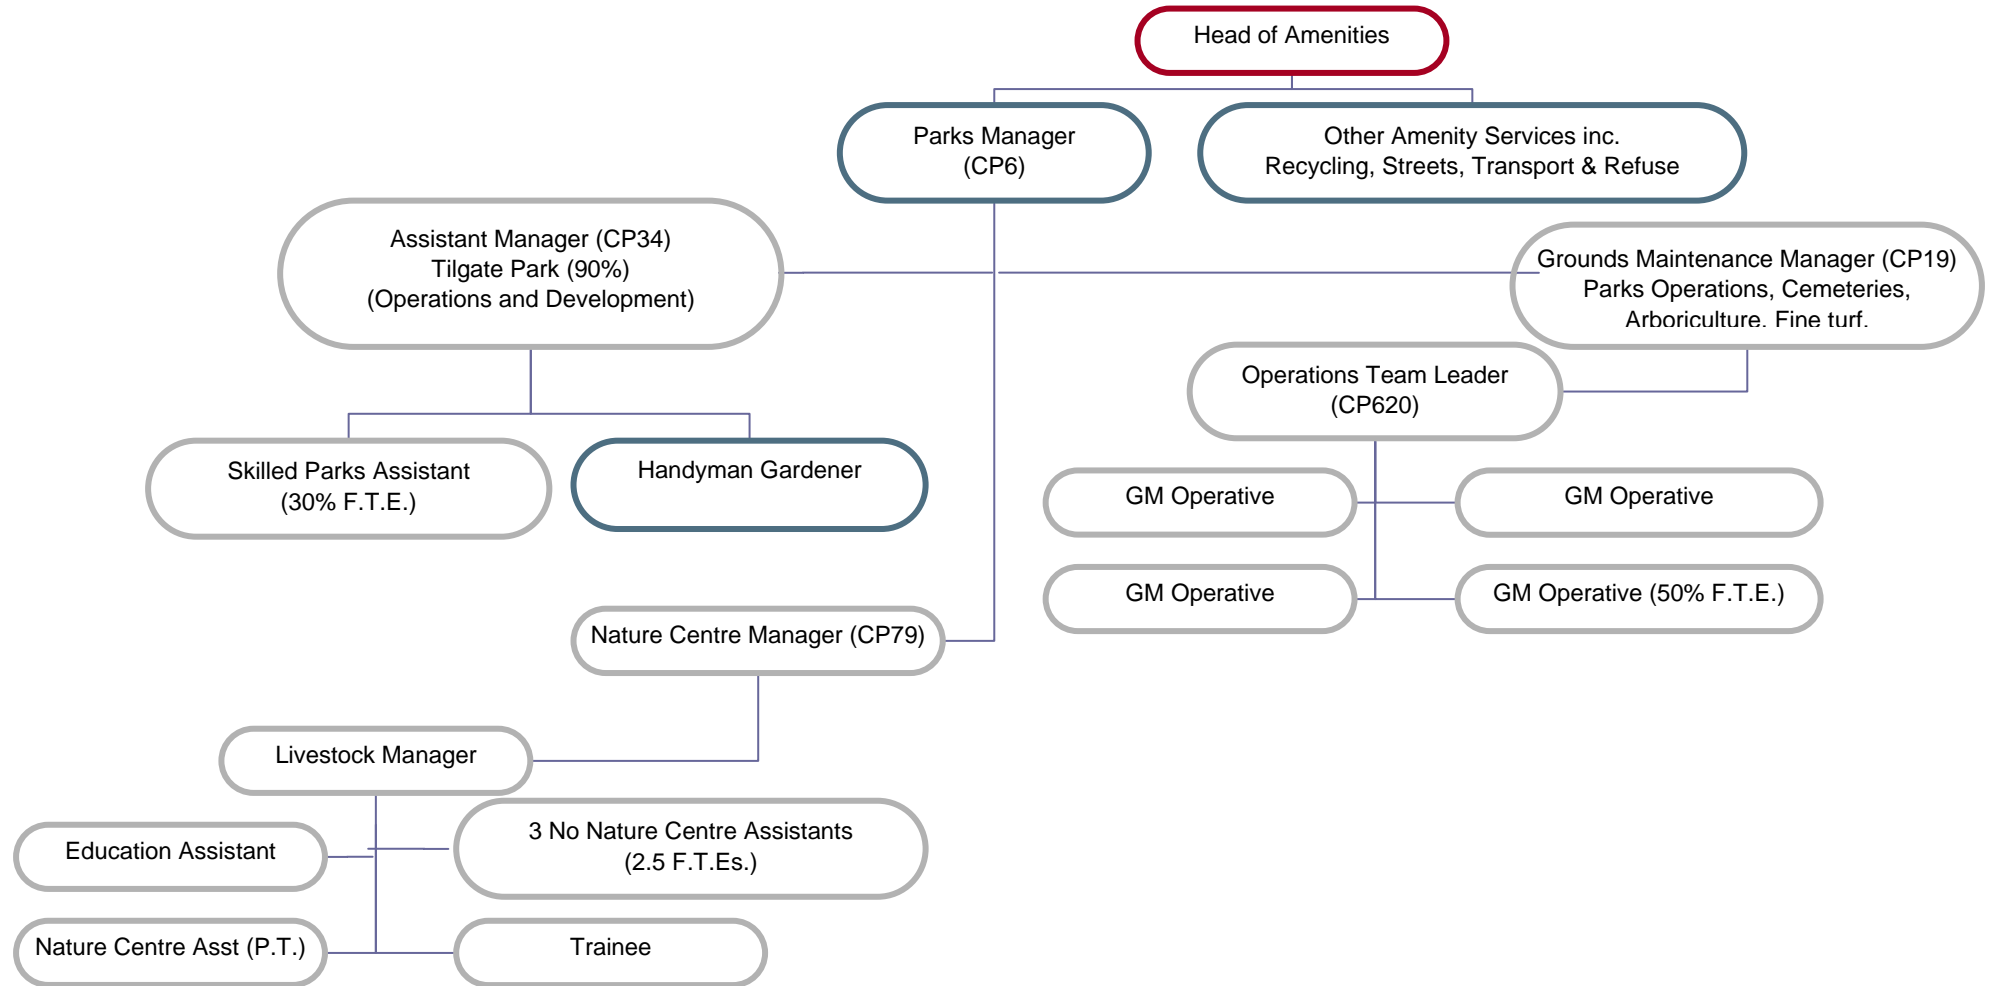 Head of Amenities
Parks Manager
(CP6)
Other Amenity Services inc.
Recycling, Streets, Transport & Refuse
Assistant Manager (CP34)
Tilgate Park (90%)
(Operations and Development)
Grounds Maintenance Manager (CP19)
Parks Operations, Cemeteries,
Arboriculture, Fine turf.
Operations Team Leader
(CP620)
Skilled Parks Assistant
(30% F.T.E.)
Handyman Gardener
GM Operative
GM Operative
GM Operative
GM Operative (50% F.T.E.)
Nature Centre Manager (CP79)
Livestock Manager
Education Assistant
3 No Nature Centre Assistants
(2.5 F.T.Es.)
Nature Centre Asst (P.T.)
Trainee